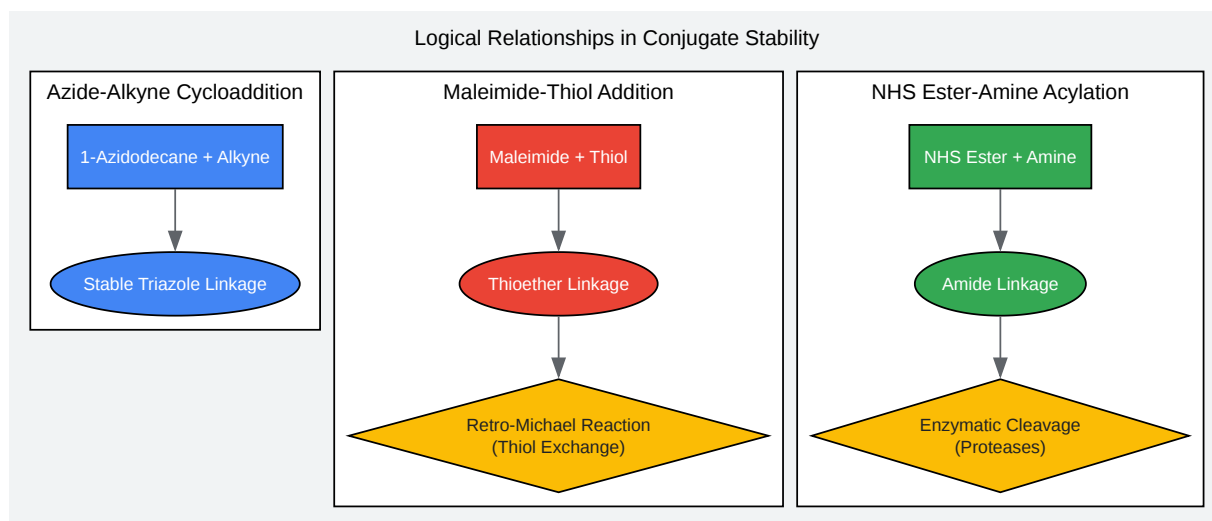 Logical Relationships in Conjugate Stability
Azide-Alkyne Cycloaddition
1-Azidodecane + Alkyne
Stable Triazole Linkage
Maleimide-Thiol Addition
Maleimide + Thiol
Thioether Linkage
Retro-Michael Reaction
(Thiol Exchange)
NHS Ester-Amine Acylation
NHS Ester + Amine
Amide Linkage
Enzymatic Cleavage
(Proteases)